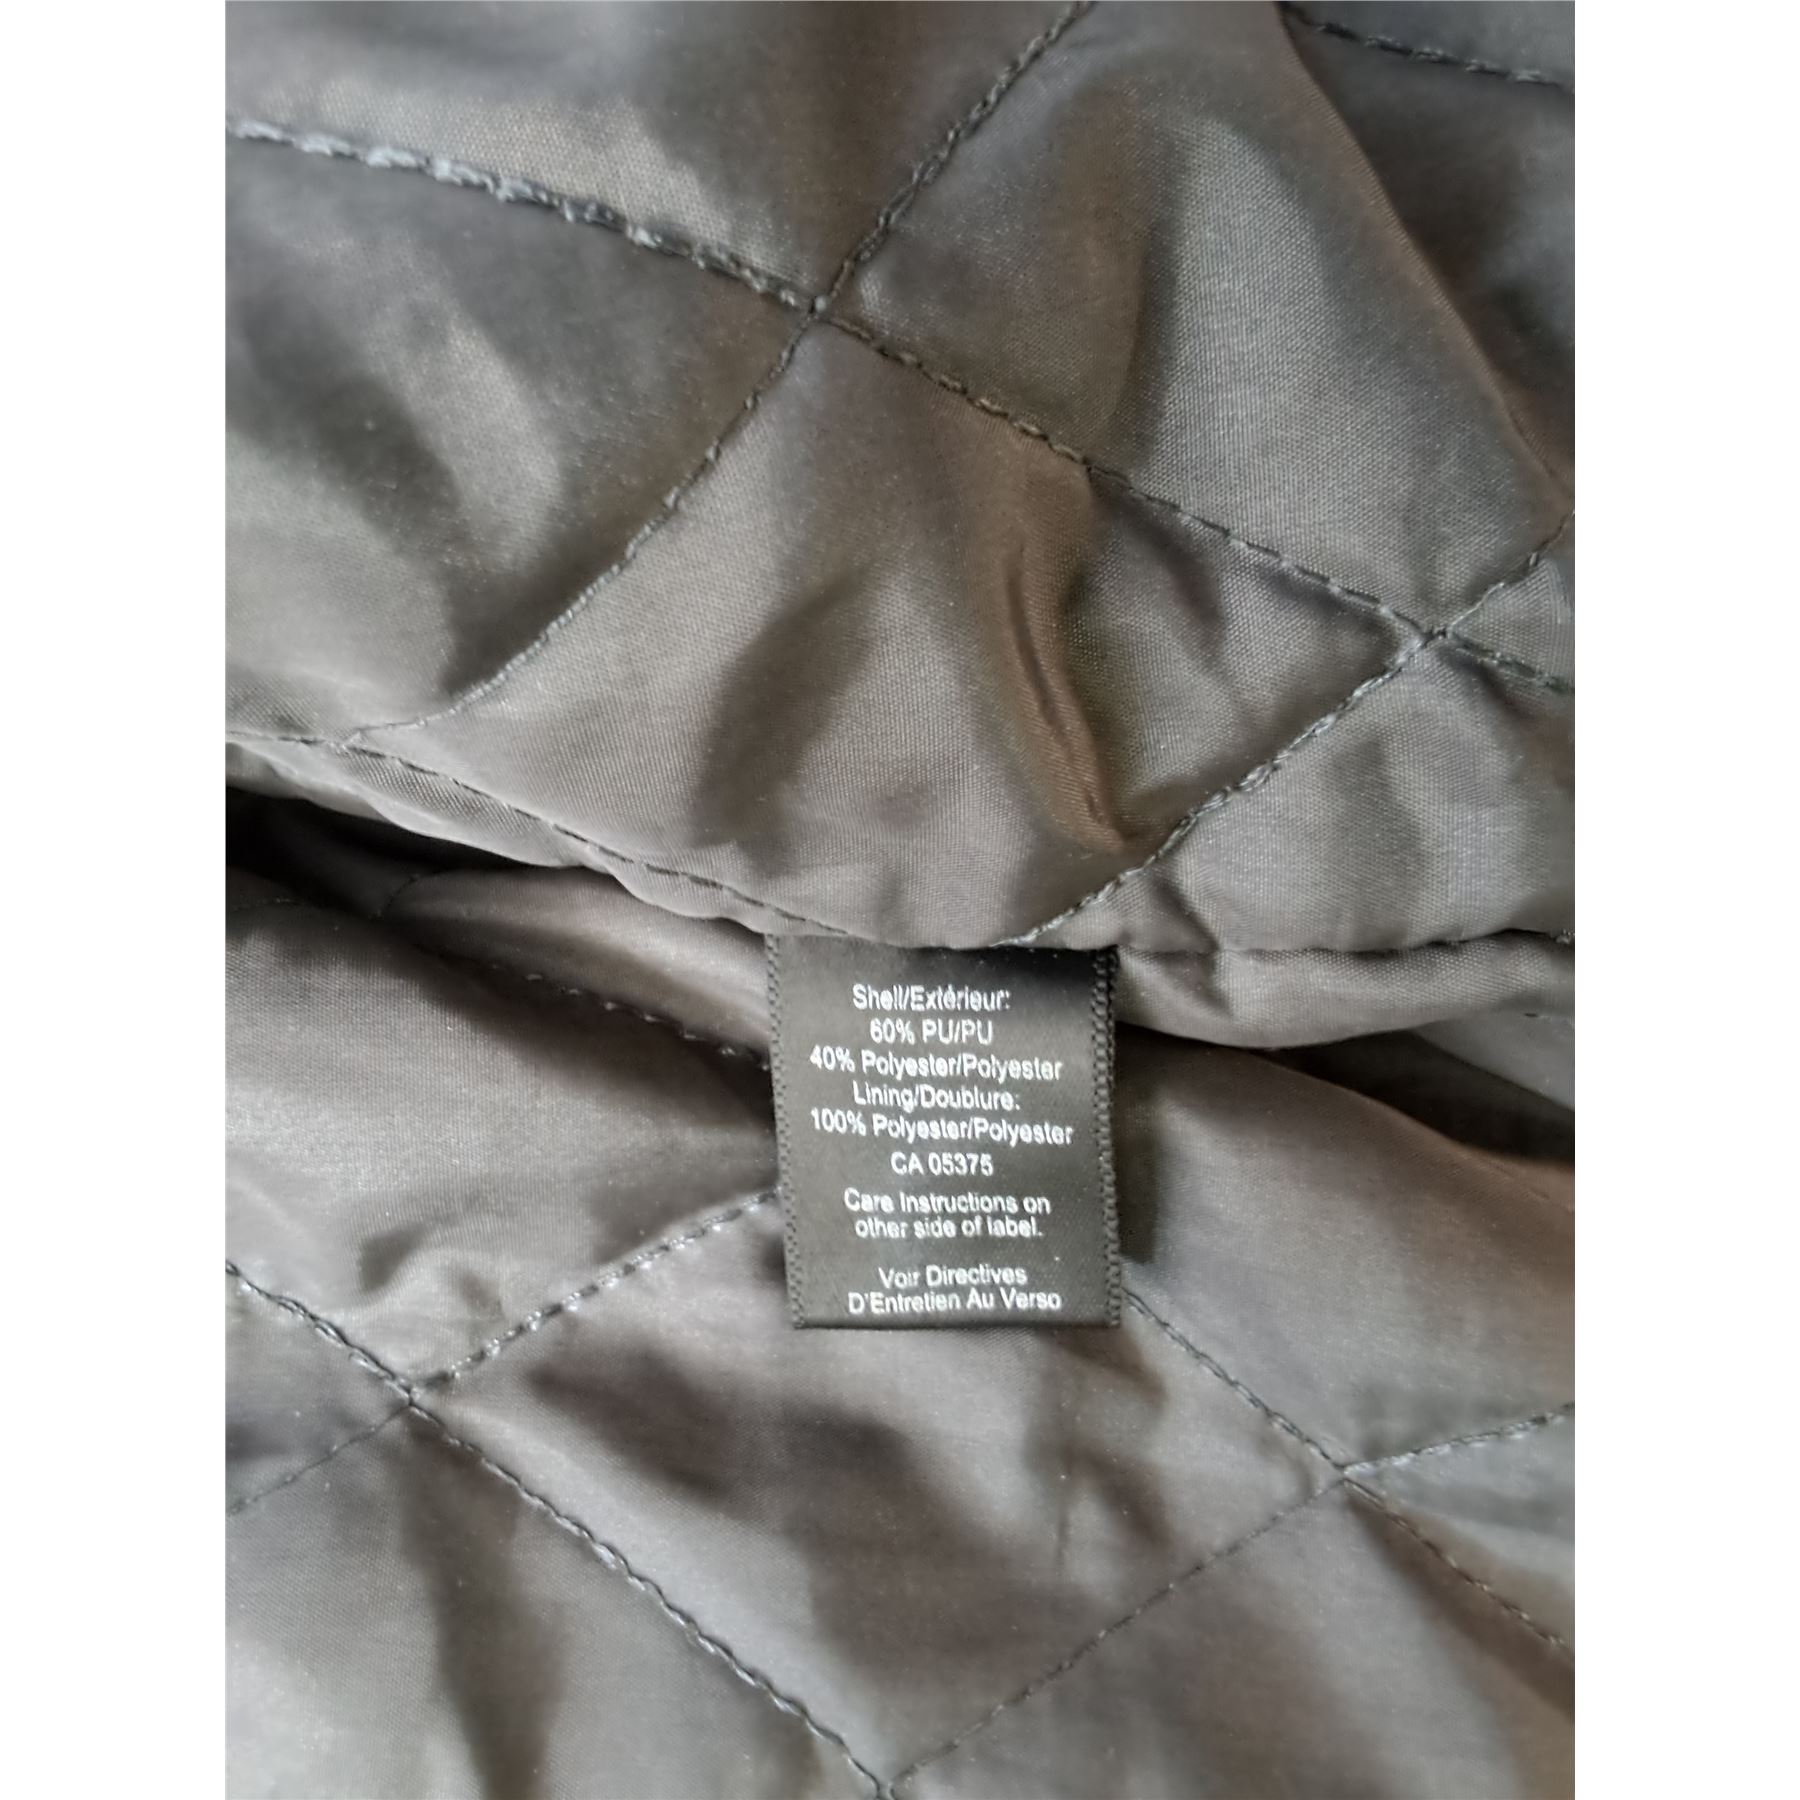 Shell/Extérieur:
60% PU/PU
40% Polyester/Polyester
Lining/Doublure:
100% Polyester/Polyester
CA 05375
Care Instructions on
other side of label.
Voir Directives
D'Entretien Au Verso